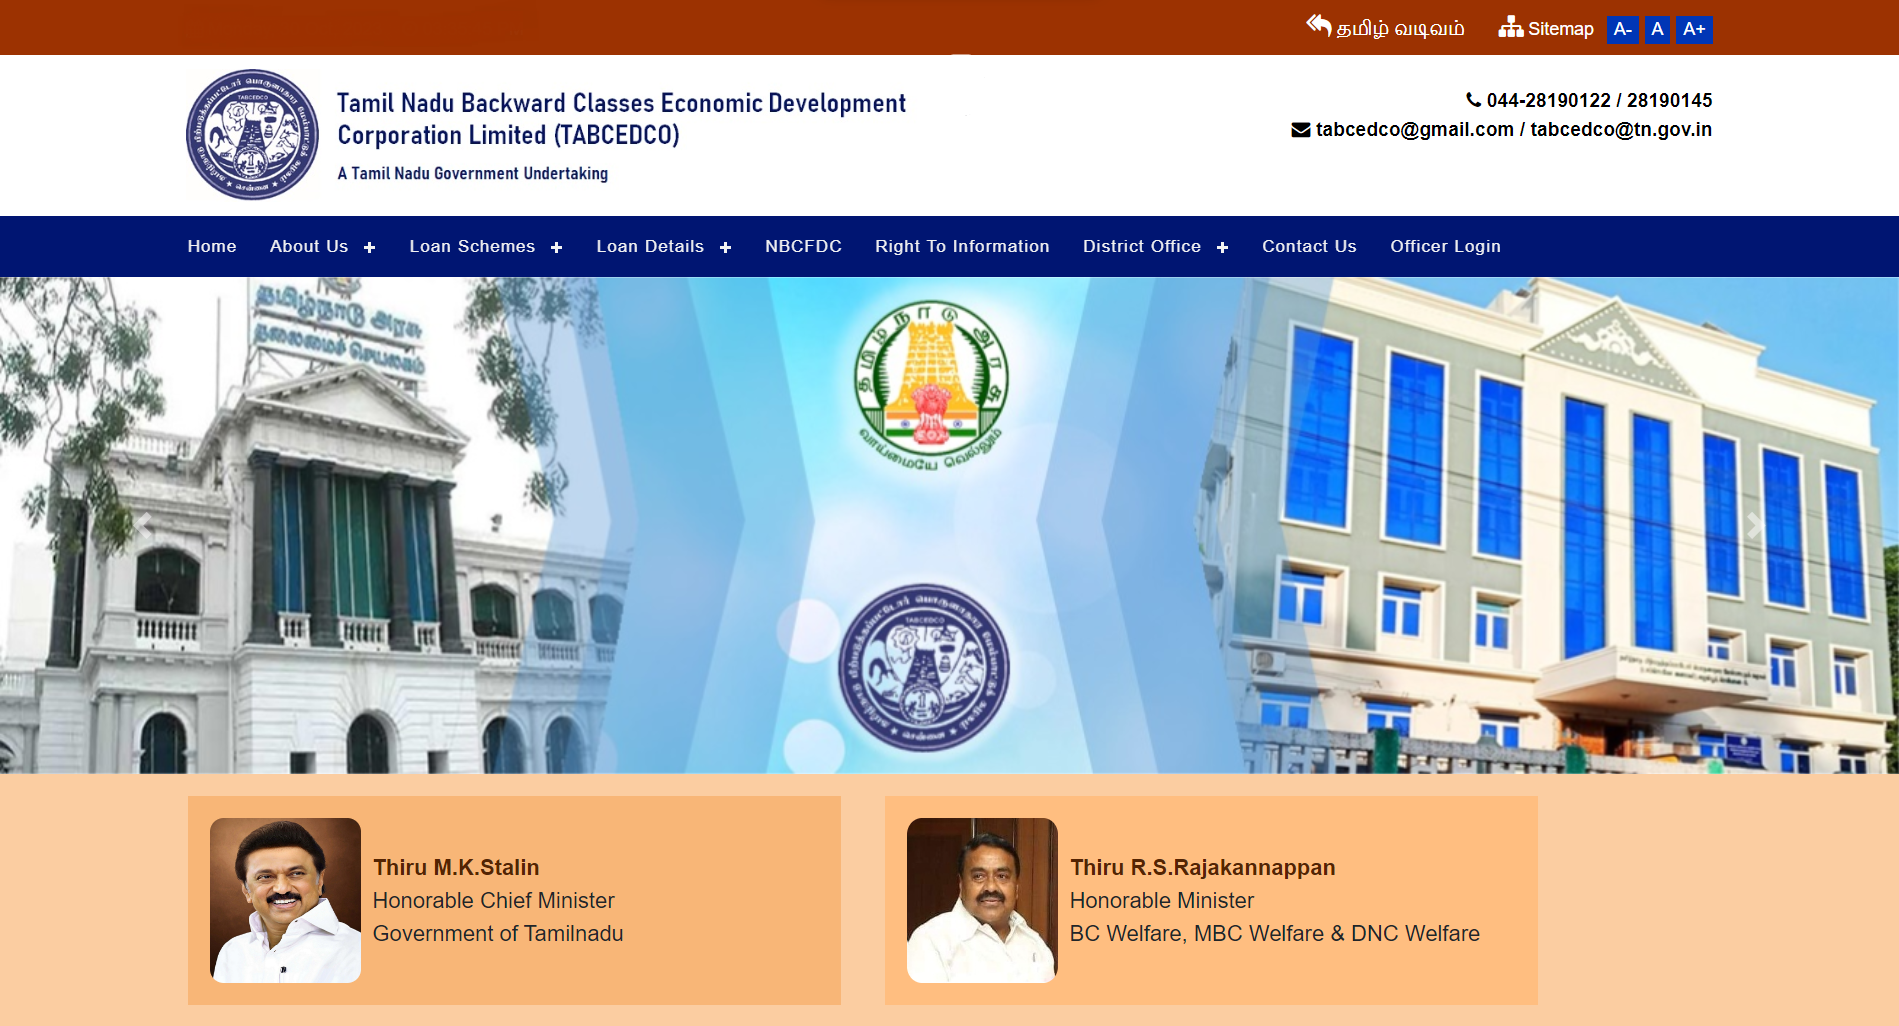 தமிழ் வடிவம் Sitemap A- A A+
Tamil Nadu Backward Classes Economic Development
Corporation Limited (TABCEDCO)
A Tamil Nadu Government Undertaking
044-28190122 / 28190145
tabcedco@gmail.com / tabcedco@tn.gov.in
Home About Us + Loan Schemes + Loan Details + NBCFDC Right To Information District Office + Contact Us Officer Login
தமிழ்நாடு அரசு
தலைமைச் செயலகம்
தமிழ்நாடு அரசு
வாய்மையே வெல்லும்
TABCEDCO
சென்னை
Thiru M.K.Stalin
Honorable Chief Minister
Government of Tamilnadu
Thiru R.S.Rajakannappan
Honorable Minister
BC Welfare, MBC Welfare & DNC Welfare